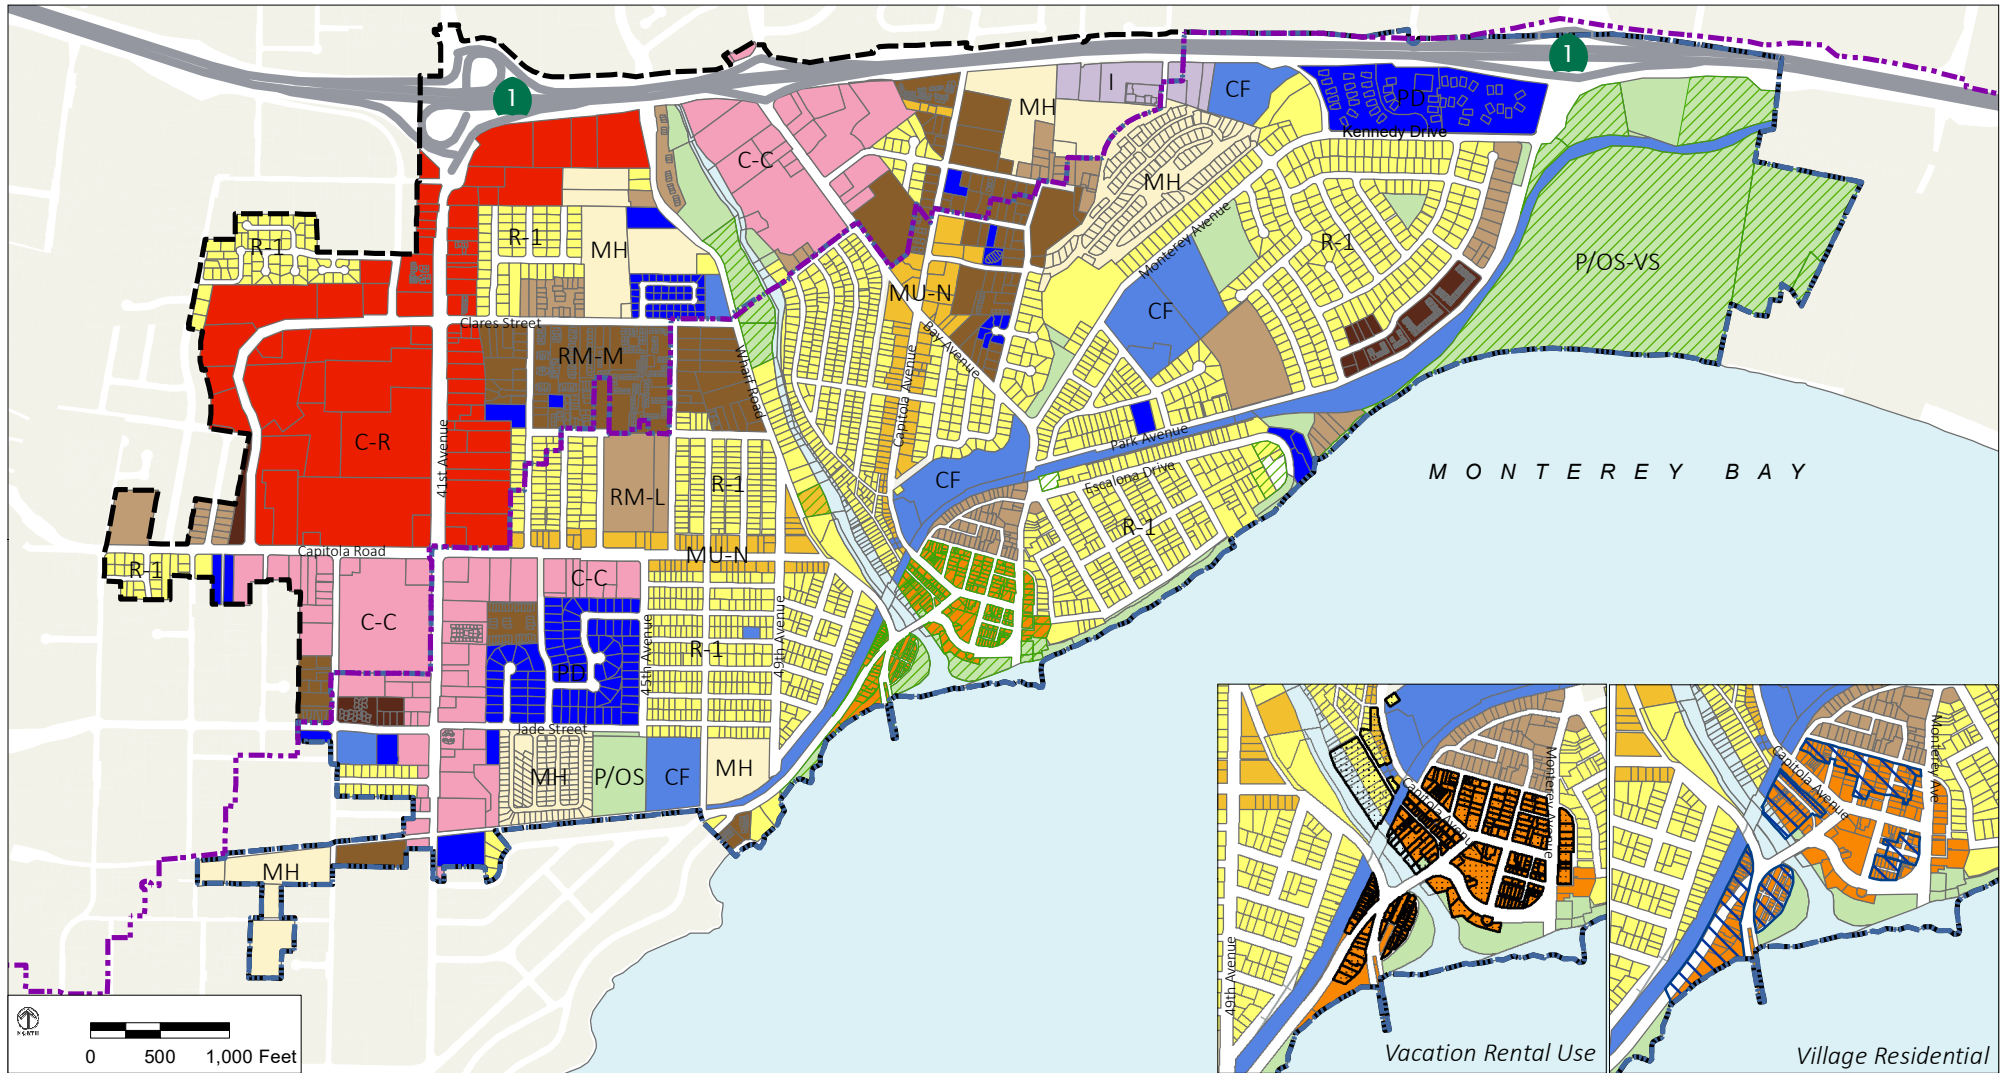 1
1
I
CF
PD
MH
Kennedy Drive
C-C
MH
R-1
R-1
MH
Monterey Avenue
R-1
P/OS-VS
MU-N
CF
Clares Street
RM-M
Wharf Road
Bay Avenue
Capitola Avenue
C-R
41st Avenue
Park Avenue
MONTEREY BAY
Escalona Drive
CF
R-1
RM-L
R-1
Capitola Road
MU-N
R-1
C-C
C-C
45th Avenue
R-1
49th Avenue
PD
Jade Street
MH
P/OS
CF
MH
MH
NORTH
0 500 1,000 Feet
Capitola Avenue
Monterey Avenue
49th Avenue
Vacation Rental Use
Capitola Avenue
Monterey Ave
Village Residential